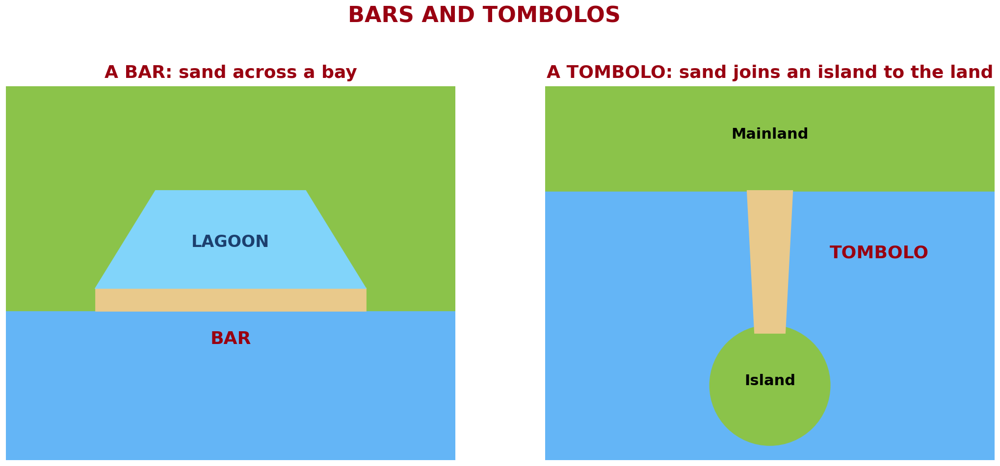 BARS AND TOMBOLOS
A BAR: sand across a bay
LAGOON
BAR
A TOMBOLO: sand joins an island to the land
Mainland
TOMBOLO
Island